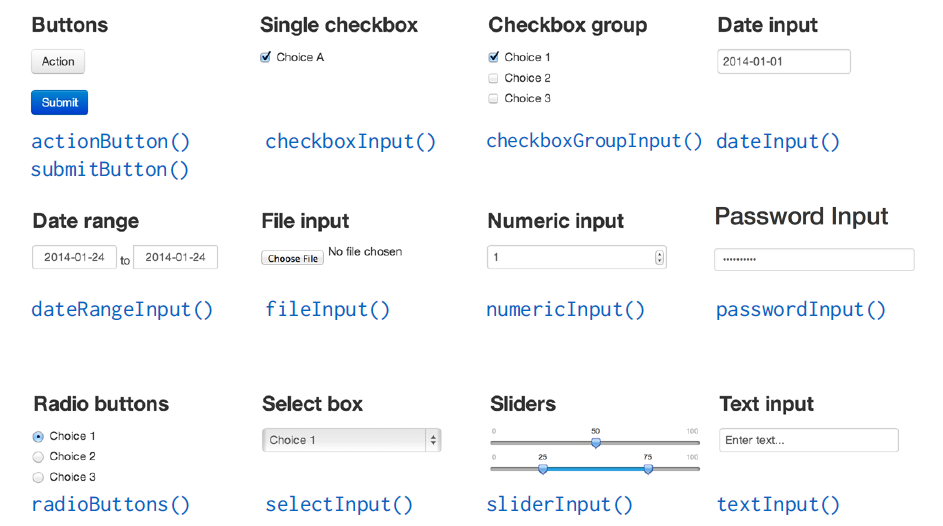 Buttons
Action
Submit
actionButton()
submitButton()
Single checkbox
Choice A
checkboxInput()
Checkbox group
Choice 1
Choice 2
Choice 3
checkboxGroupInput()
Date input
2014-01-01
dateInput()
Date range
2014-01-24 to 2014-01-24
dateRangeInput()
File input
Choose File No file chosen
fileInput()
Numeric input
1
numericInput()
Password Input
••••••••••
passwordInput()
Radio buttons
Choice 1
Choice 2
Choice 3
radioButtons()
Select box
Choice 1
selectInput()
Sliders
0 50 100
0 25 75 100
sliderInput()
Text input
Enter text...
textInput()